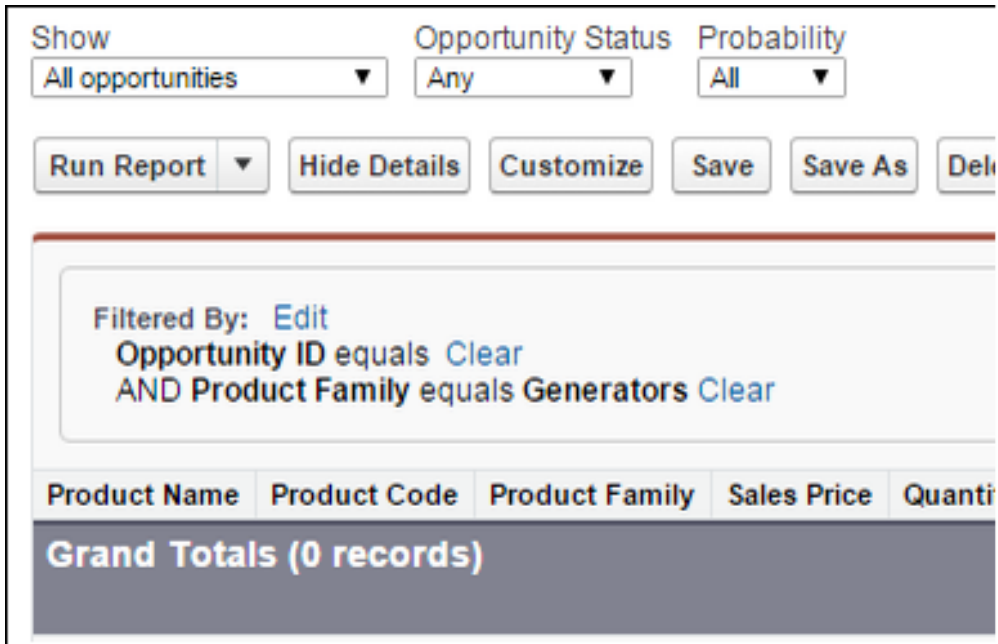 Show Opportunity Status Probability
All opportunities Any All
Run Report Hide Details Customize Save Save As Dele
Filtered By: Edit
Opportunity ID equals Clear
AND Product Family equals Generators Clear
Product Name Product Code Product Family Sales Price Quanti
Grand Totals (0 records)